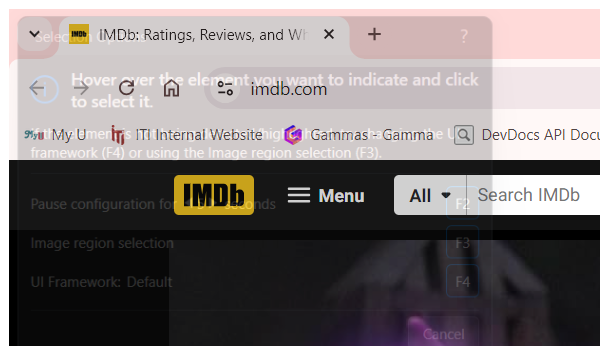 Selection Options
?
IMDb: Ratings, Reviews, and Wh
Hover over the element you want to indicate and click
to select it.
imdb.com
My U
ITI Internal Website
Gammas - Gamma
DevDocs API Docu
framework (F4) or using the Image region selection (F3).
IMDb
Menu
All
Search IMDb
Pause configuration for
seconds
F2
Image region selection
F3
UI Framework: Default
F4
Cancel